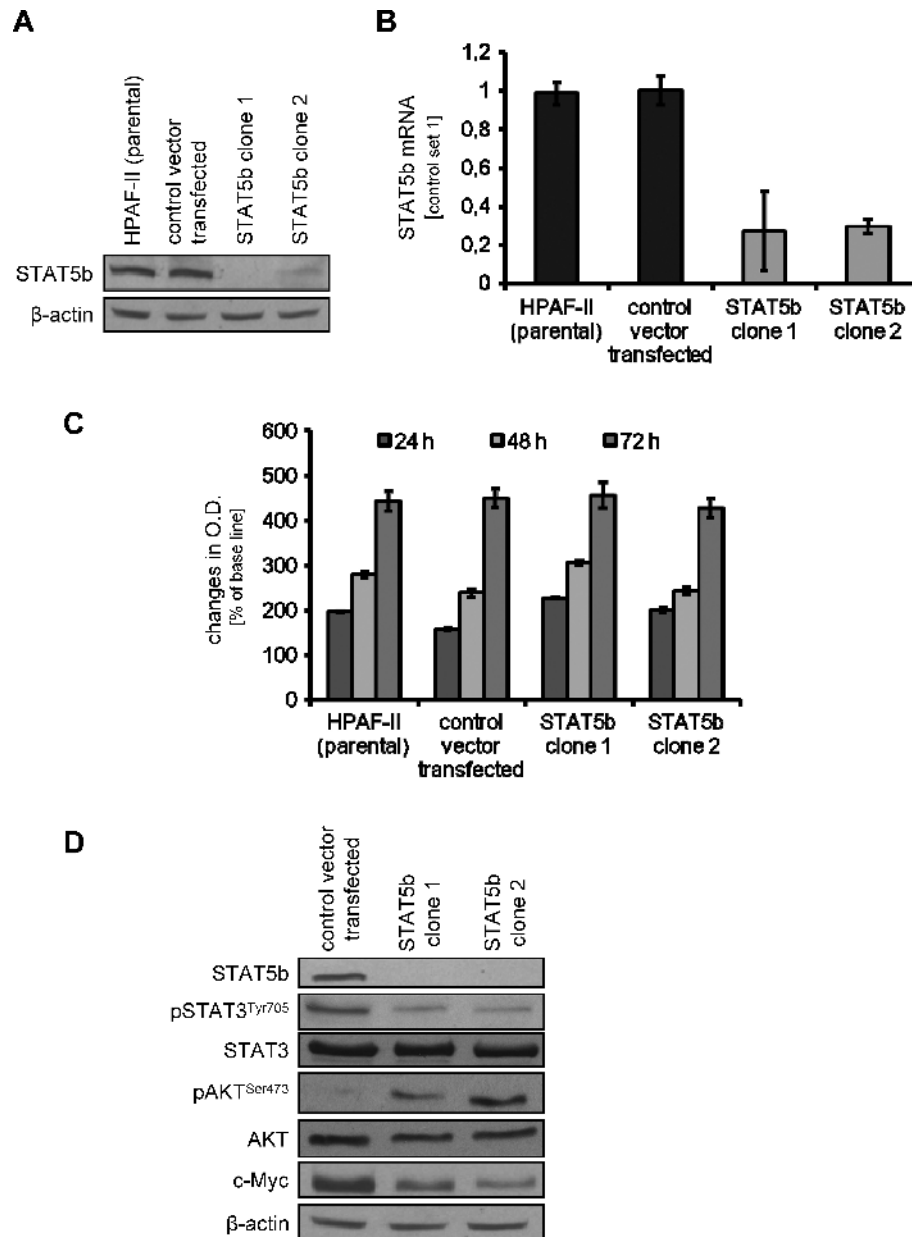 A
HPAF-II (parental)
control vector
transfected
STAT5b clone 1
STAT5b clone 2
STAT5b
β-actin
B
STAT5b mRNA
[control set 1]
1,2
1
0,8
0,6
0,4
0,2
0
HPAF-II
(parental)
control
vector
transfected
STAT5b
clone 1
STAT5b
clone 2
C
changes in O.D.
[% of base line]
600
500
400
300
200
100
0
24 h
48 h
72 h
HPAF-II
(parental)
control
vector
transfected
STAT5b
clone 1
STAT5b
clone 2
D
control vector
transfected
STAT5b
clone 1
STAT5b
clone 2
STAT5b
pSTAT3Tyr705
STAT3
pAKTSer473
AKT
c-Myc
β-actin